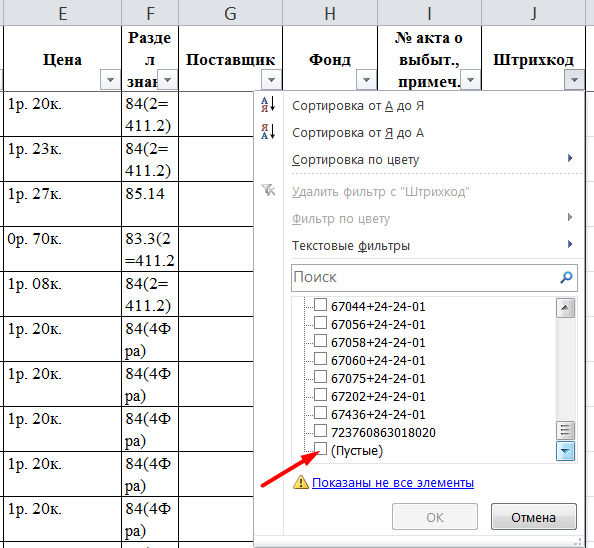 E F G H I J
Цена
Разде
л
знан
Поставщик
Фонд
№ акта о
выбыт.,
примеч.
Штрихкод
1р. 20к.
84(2=
411.2)
1р. 23к.
84(2=
411.2)
1р. 27к.
85.14
0р. 70к.
83.3(2
=411.2
1р. 08к.
84(2=
411.2)
1р. 20к.
84(4Ф
ра)
1р. 20к.
84(4Ф
ра)
1р. 20к.
84(4Ф
ра)
1р. 20к.
84(4Ф
ра)
1р. 20к.
84(4Ф
ра)
Сортировка от А до Я
Сортировка от Я до А
Сортировка по цвету
Удалить фильтр с "Штрихкод"
Фильтр по цвету
Текстовые фильтры
Поиск
67044+24-24-01
67056+24-24-01
67058+24-24-01
67060+24-24-01
67075+24-24-01
67202+24-24-01
67436+24-24-01
723760863018020
(Пустые)
Показаны не все элементы
ОК Отмена